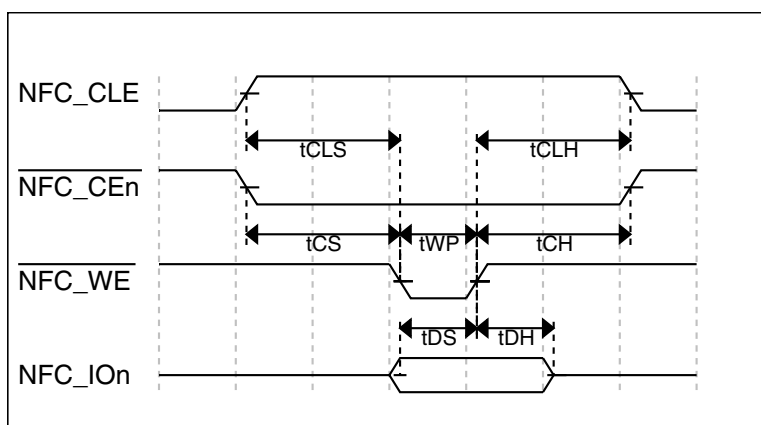 NFC_CLE
tCLS tCLH
NFC_CEn
tCS tWP tCH
NFC_WE
tDS tDH
NFC_IOn